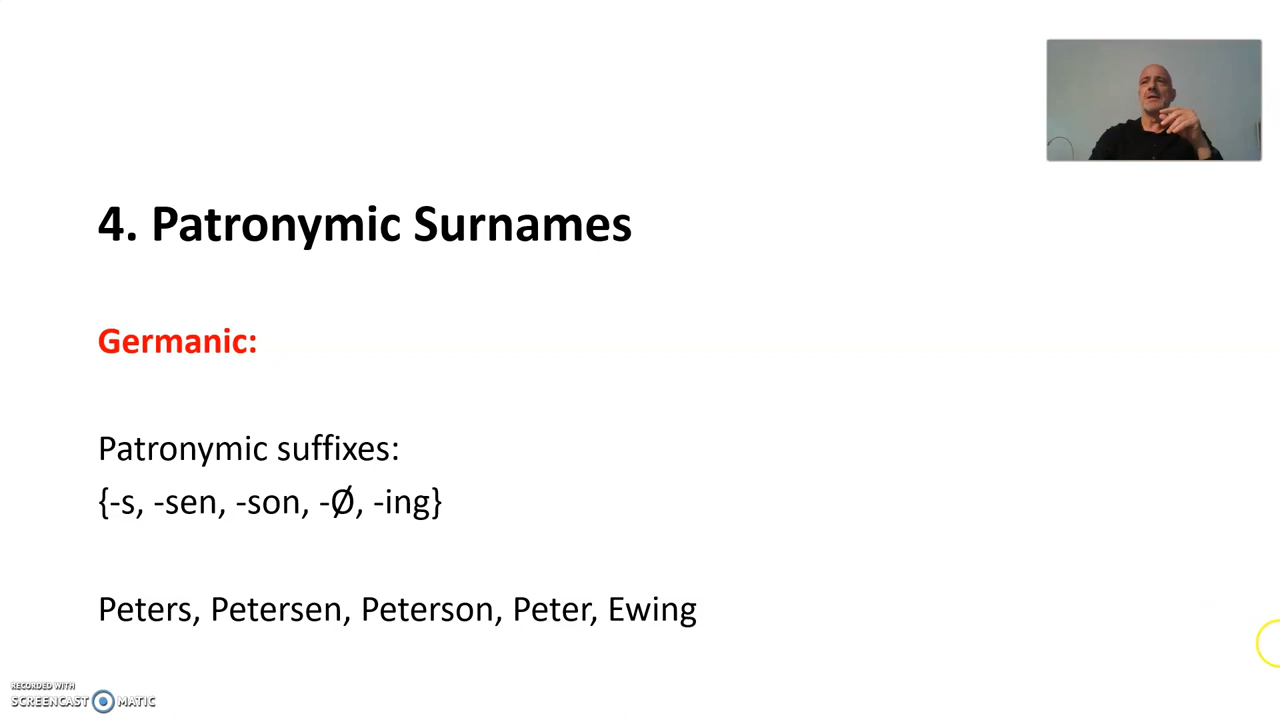 4. Patronymic Surnames
Germanic:
Patronymic suffixes:
{-s, -sen, -son, -Ø, -ing}
Peters, Petersen, Peterson, Peter, Ewing
RECORDED WITH
SCREENCAST MATIC